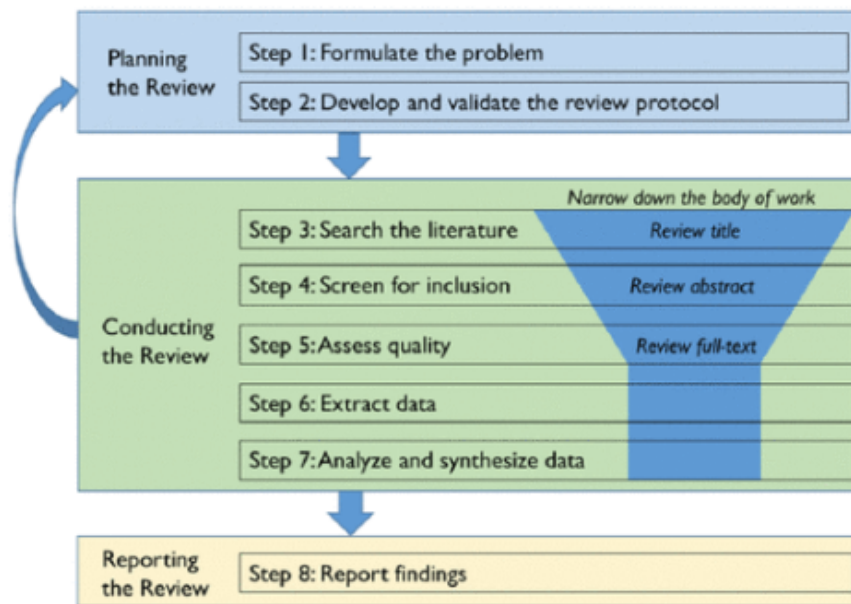 Planning
the Review
Step 1: Formulate the problem
Step 2: Develop and validate the review protocol
Narrow down the body of work
Conducting
the Review
Step 3: Search the literature
Review title
Step 4: Screen for inclusion
Review abstract
Step 5: Assess quality
Review full-text
Step 6: Extract data
Step 7: Analyze and synthesize data
Reporting
the Review
Step 8: Report findings